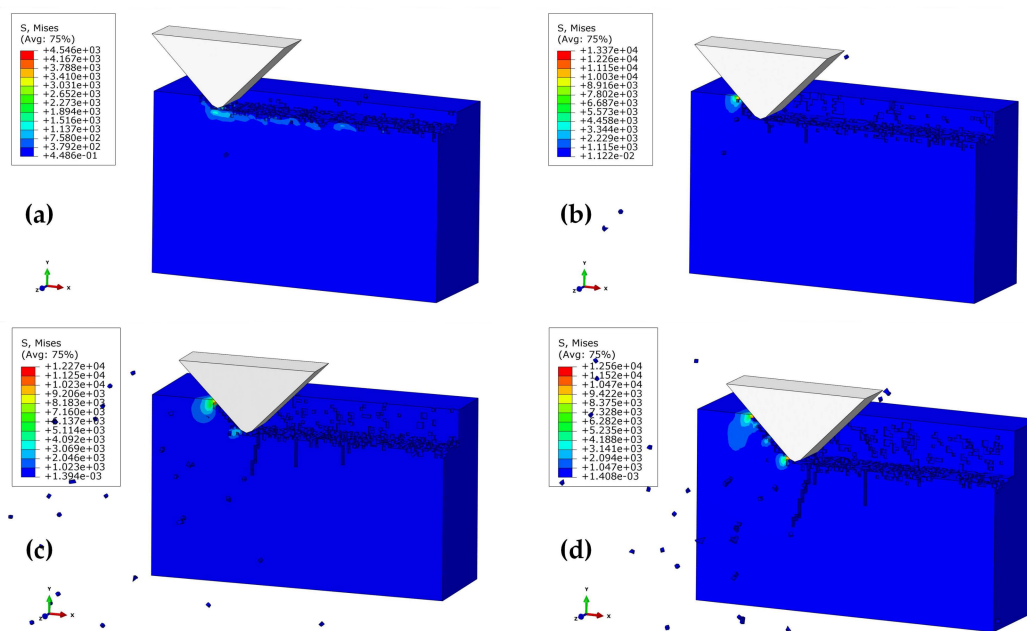 S, Mises
(Avg: 75%)
+4.546e+03
+4.167e+03
+3.788e+03
+3.410e+03
+3.031e+03
+2.652e+03
+2.273e+03
+1.894e+03
+1.516e+03
+1.137e+03
+7.580e+02
+3.792e+02
+4.486e-01
(a)
Y
Z
X
S, Mises
(Avg: 75%)
+1.337e+04
+1.226e+04
+1.115e+04
+1.003e+04
+8.916e+03
+7.802e+03
+6.687e+03
+5.573e+03
+4.458e+03
+3.344e+03
+2.229e+03
+1.115e+03
+1.122e-02
(b)
Y
Z
X
S, Mises
(Avg: 75%)
+1.227e+04
+1.125e+04
+1.023e+04
+9.206e+03
+8.183e+03
+7.160e+03
+6.137e+03
+5.114e+03
+4.092e+03
+3.069e+03
+2.046e+03
+1.023e+03
+1.394e-03
(c)
Y
Z
X
S, Mises
(Avg: 75%)
+1.256e+04
+1.152e+04
+1.047e+04
+9.422e+03
+8.375e+03
+7.328e+03
+6.282e+03
+5.235e+03
+4.188e+03
+3.141e+03
+2.094e+03
+1.047e+03
+1.408e-03
(d)
Y
Z
X